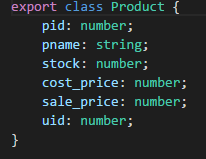 export class Product {
    pid: number;
    pname: string;
    stock: number;
    cost_price: number;
    sale_price: number;
    uid: number;
}